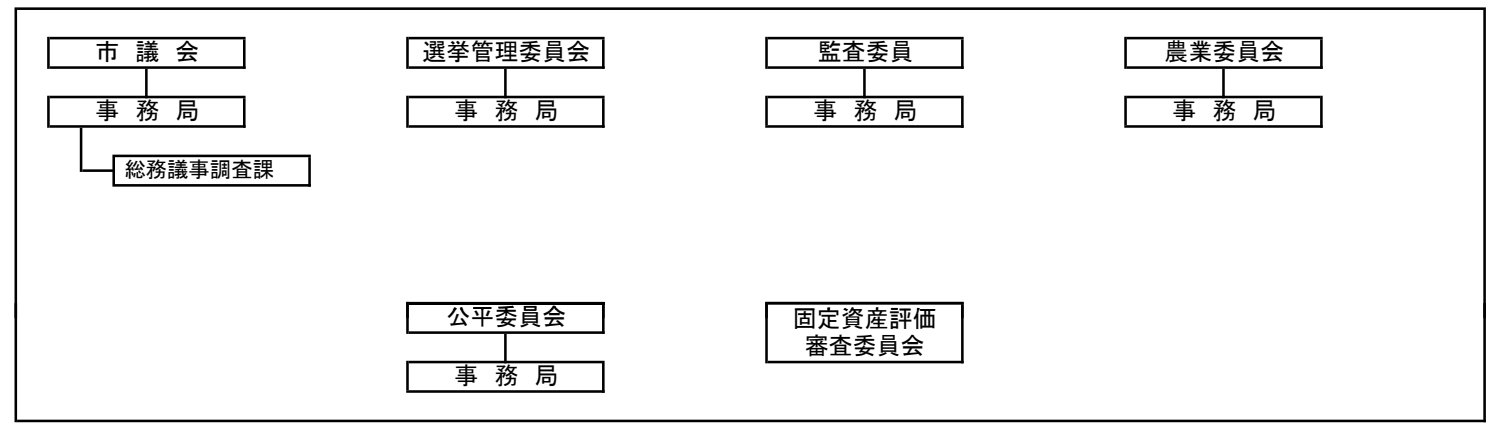 市 議 会
選挙管理委員会
監査委員
農業委員会
事 務 局
事 務 局
事 務 局
事 務 局
総務議事調査課
公平委員会
固定資産評価
審査委員会
事 務 局